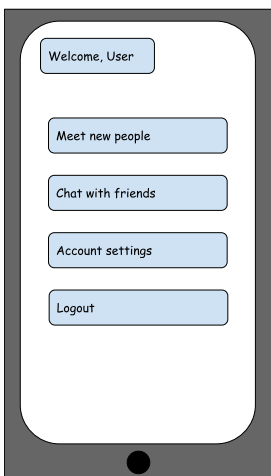 Welcome, User
Meet new people
Chat with friends
Account settings
Logout